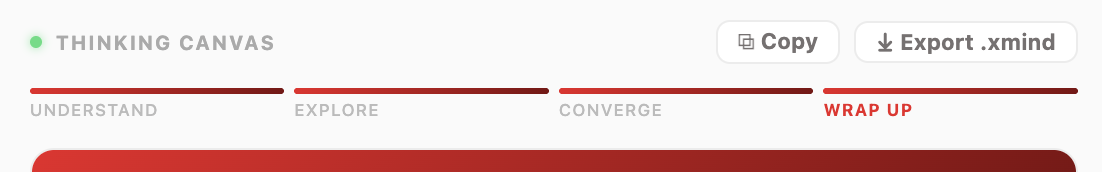 THINKING CANVAS
Copy
Export .xmind
UNDERSTAND
EXPLORE
CONVERGE
WRAP UP